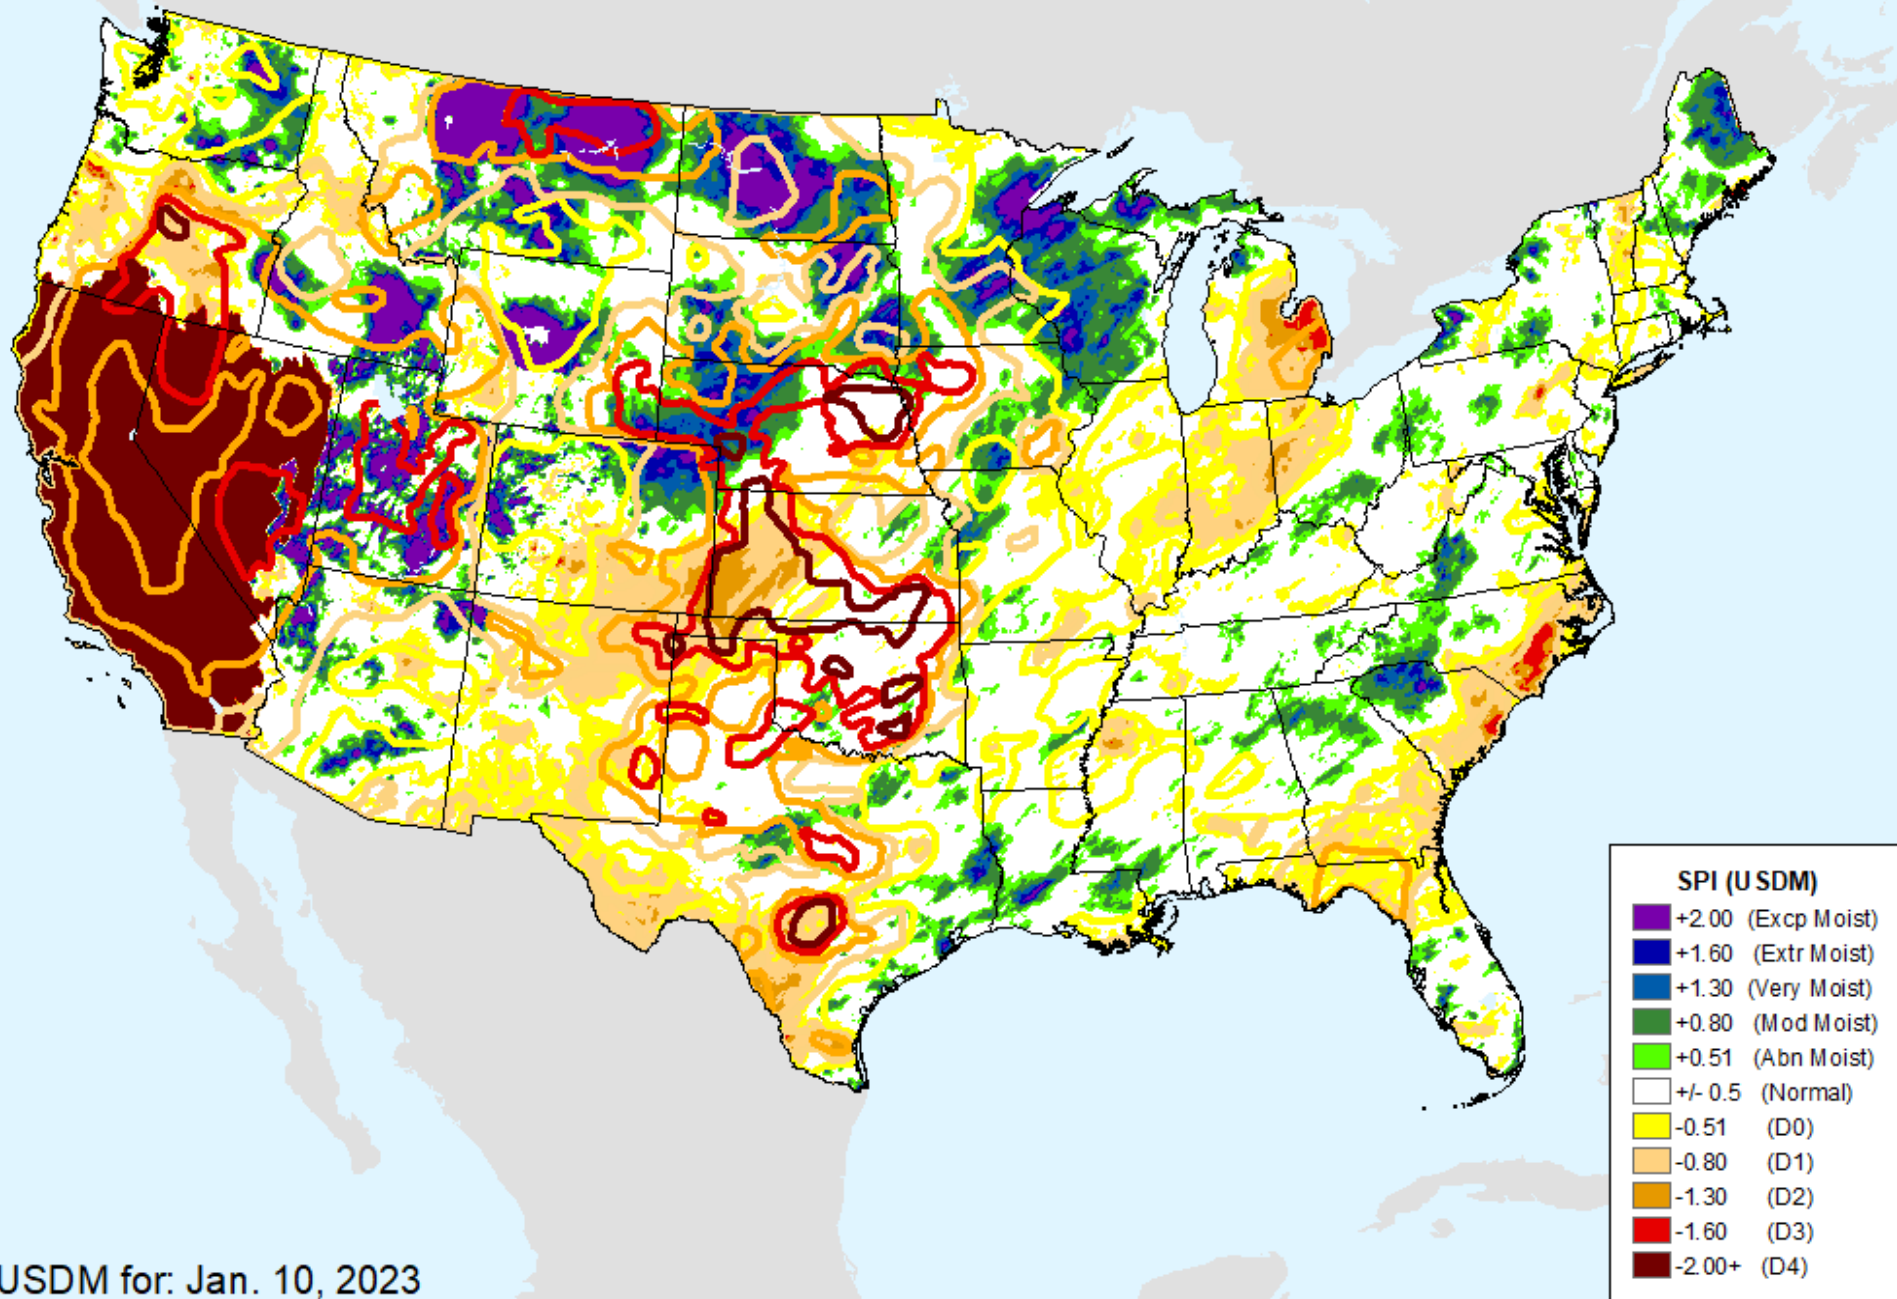 SPI (USDM)
+2.00 (Excp Moist)
+1.60 (Extr Moist)
+1.30 (Very Moist)
+0.80 (Mod Moist)
+0.51 (Abn Moist)
+/- 0.5 (Normal)
-0.51 (D0)
-0.80 (D1)
-1.30 (D2)
-1.60 (D3)
-2.00+ (D4)
USDM for: Jan. 10, 2023